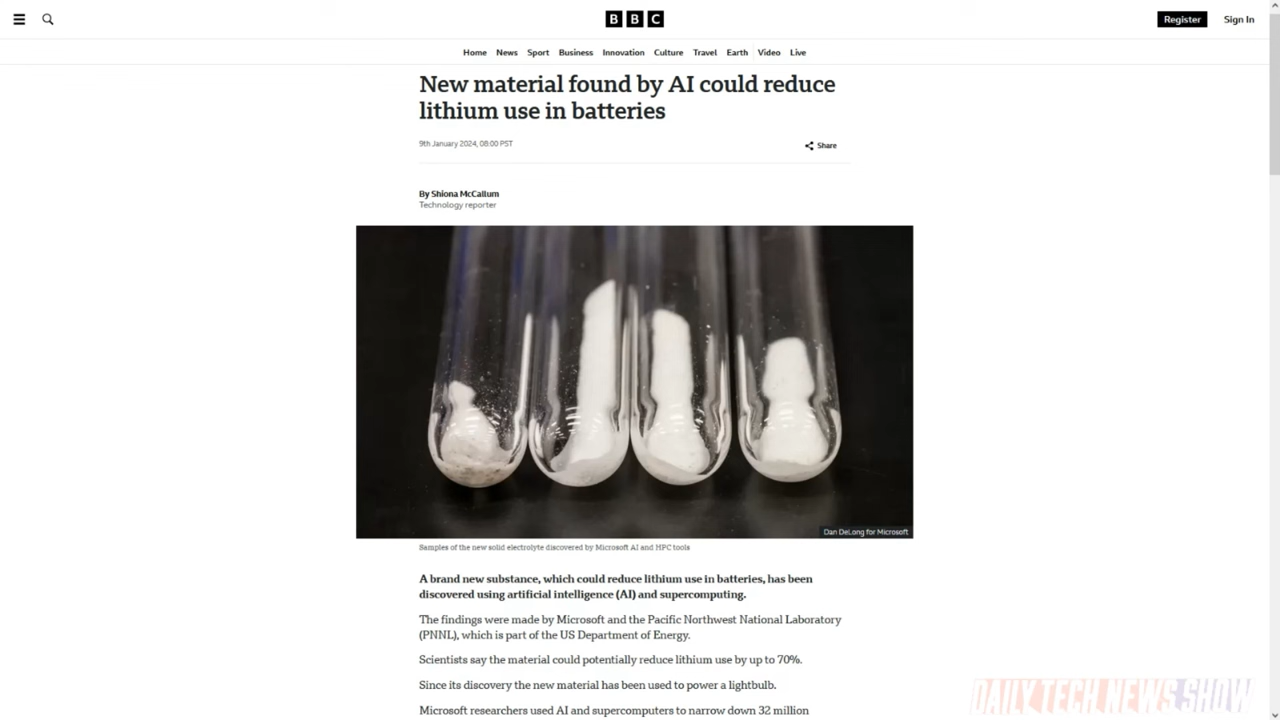 BBC
Register
Sign In
Home News Sport Business Innovation Culture Travel Earth Video Live
New material found by AI could reduce
lithium use in batteries
9th January 2024, 08:00 PST
Share
By Shiona McCallum
Technology reporter
Dan DeLong for Microsoft
Samples of the new solid electrolyte discovered by Microsoft AI and HPC tools
A brand new substance, which could reduce lithium use in batteries, has been
discovered using artificial intelligence (AI) and supercomputing.
The findings were made by Microsoft and the Pacific Northwest National Laboratory
(PNNL), which is part of the US Department of Energy.
Scientists say the material could potentially reduce lithium use by up to 70%.
Since its discovery the new material has been used to power a lightbulb.
Microsoft researchers used AI and supercomputers to narrow down 32 million
DAILY TECH NEWS SHOW